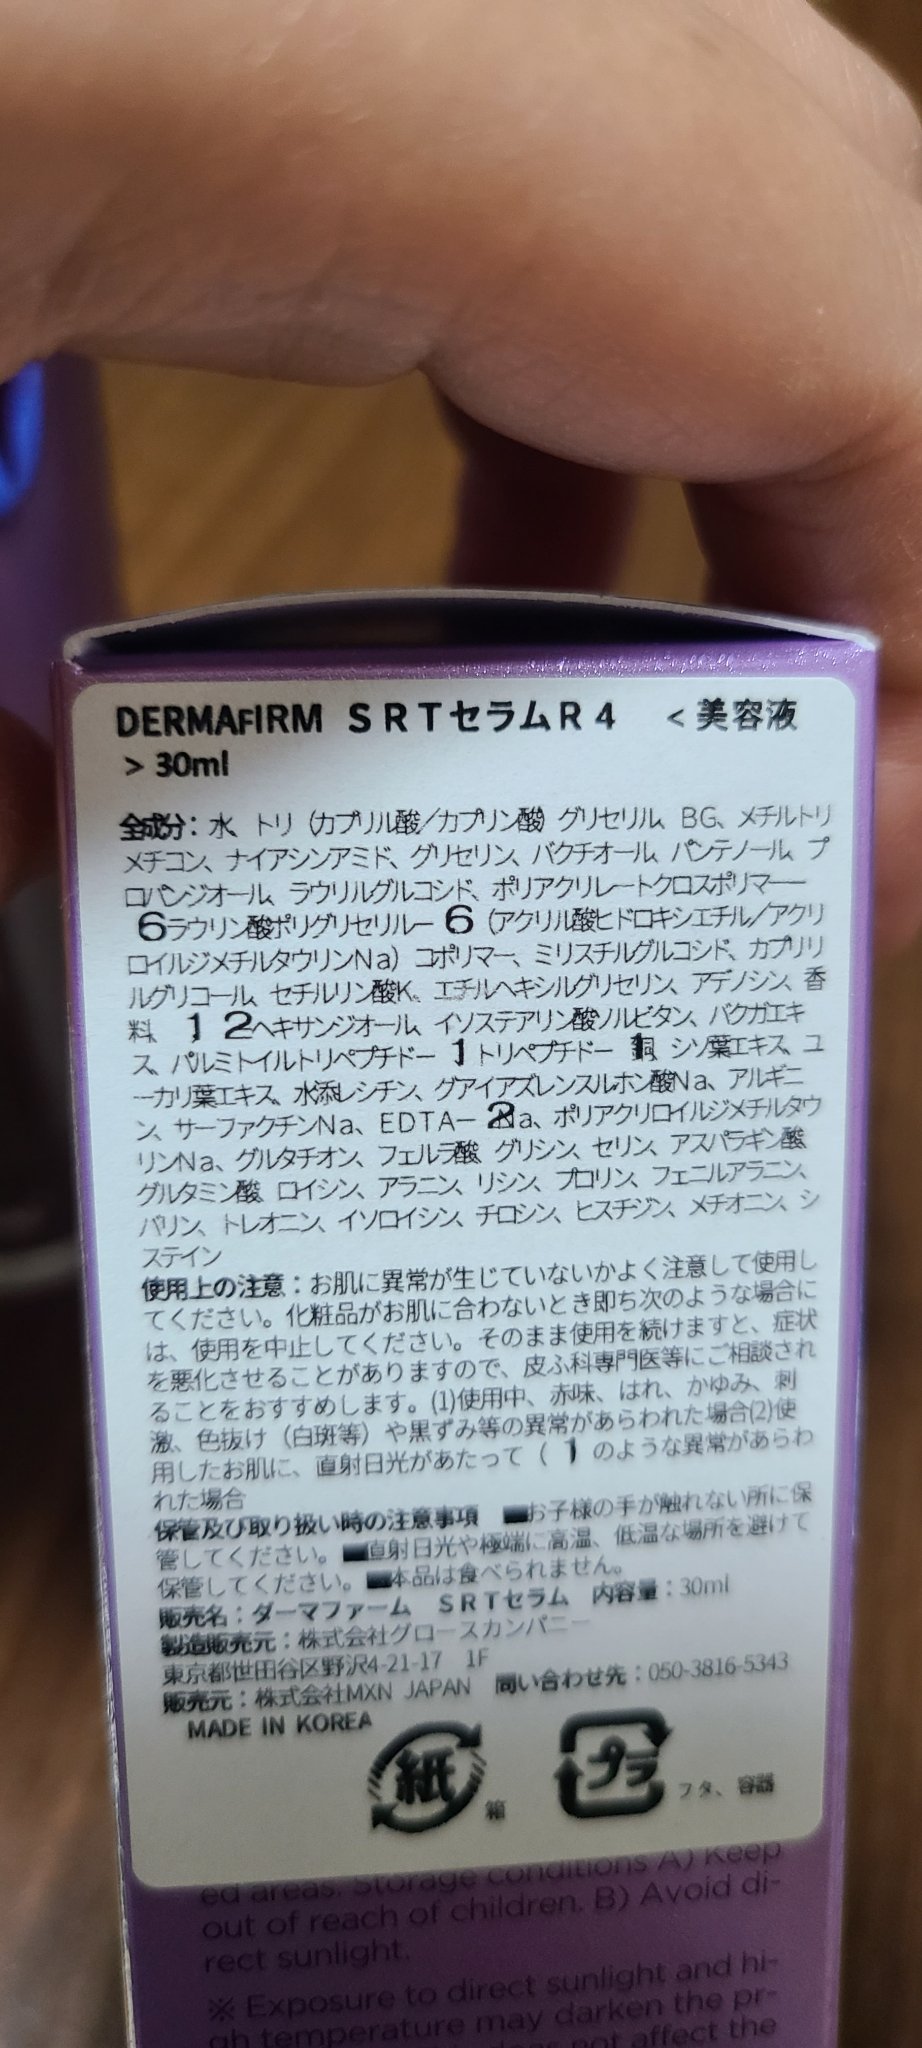 DERMAFIRM SRTセラムR4 <美容液
> 30ml
全成分：水、トリ（カプリル酸/カプリン酸）グリセリル、BG、メチルトリ
メチコン、ナイアシンアミド、グリセリン、バクチオール、パンテノール、プ
ロパンジオール、ラウリルグルコシド、ポリアクリレートクロスポリマー
6ラウリン酸ポリグリセリルー6（アクリル酸ヒドロキシエチル/アクリ
ロイルジメチルタウリンNa）コポリマー、ミリスチルグルコシド、カプリリ
ルグリコール、セチルリン酸K、エチルヘキシルグリセリン、アデノシン、香
料、1，2ヘキサンジオール、イソステアリン酸ソルビタン、バクガエキ
ス、パルミトイルトリペプチドー1トリペプチドー1銅、シソ葉エキス、ユ
ーカリ葉エキス、水添レシチン、グアイアズレンスルホン酸Na、アルギニ
ン、サーファクチンNa、EDTAー2Na、ポリアクリロイルジメチルタウ
リンNa、グルタチオン、フェルラ酸、グリシン、セリン、アスパラギン酸、
グルタミン酸、ロイシン、アラニン、リシン、プロリン、フェニルアラニン、
バリン、トレオニン、イソロイシン、チロシン、ヒスチジン、メチオニン、シ
ステイン
使用上の注意：お肌に異常が生じていないかよく注意して使用し
てください。化粧品がお肌に合わないとき即ち次のような場合に
は、使用を中止してください。そのまま使用を続けますと、症状
を悪化させることがありますので、皮ふ科専門医等にご相談され
ることをおすすめします。(1)使用中、赤味、はれ、かゆみ、刺
激、色抜け（白斑等）や黒ずみ等の異常があらわれた場合(2)使
用したお肌に、直射日光があたって（1のような異常があらわ
れた場合
保管及び取り扱い時の注意事項 ■お子様の手が触れない所に保
管してください。■直射日光や極端に高温、低温な場所を避けて
保管してください。■本品は食べられません。
販売名：ダーマファーム SRTセラム 内容量：30ml
製造販売元：株式会社グロースカンパニー
東京都世田谷区野沢4-21-17 1F
販売元：株式会社MXN JAPAN 問い合わせ先：050-3816-5343
MADE IN KOREA
紙 箱 プラ フタ、容器
ed areas. Storage conditions A) Keep
out of reach of children. B) Avoid di-
rect sunlight.
※ Exposure to direct sunlight and hi-
gh temperature may darken the pr-
not affect the